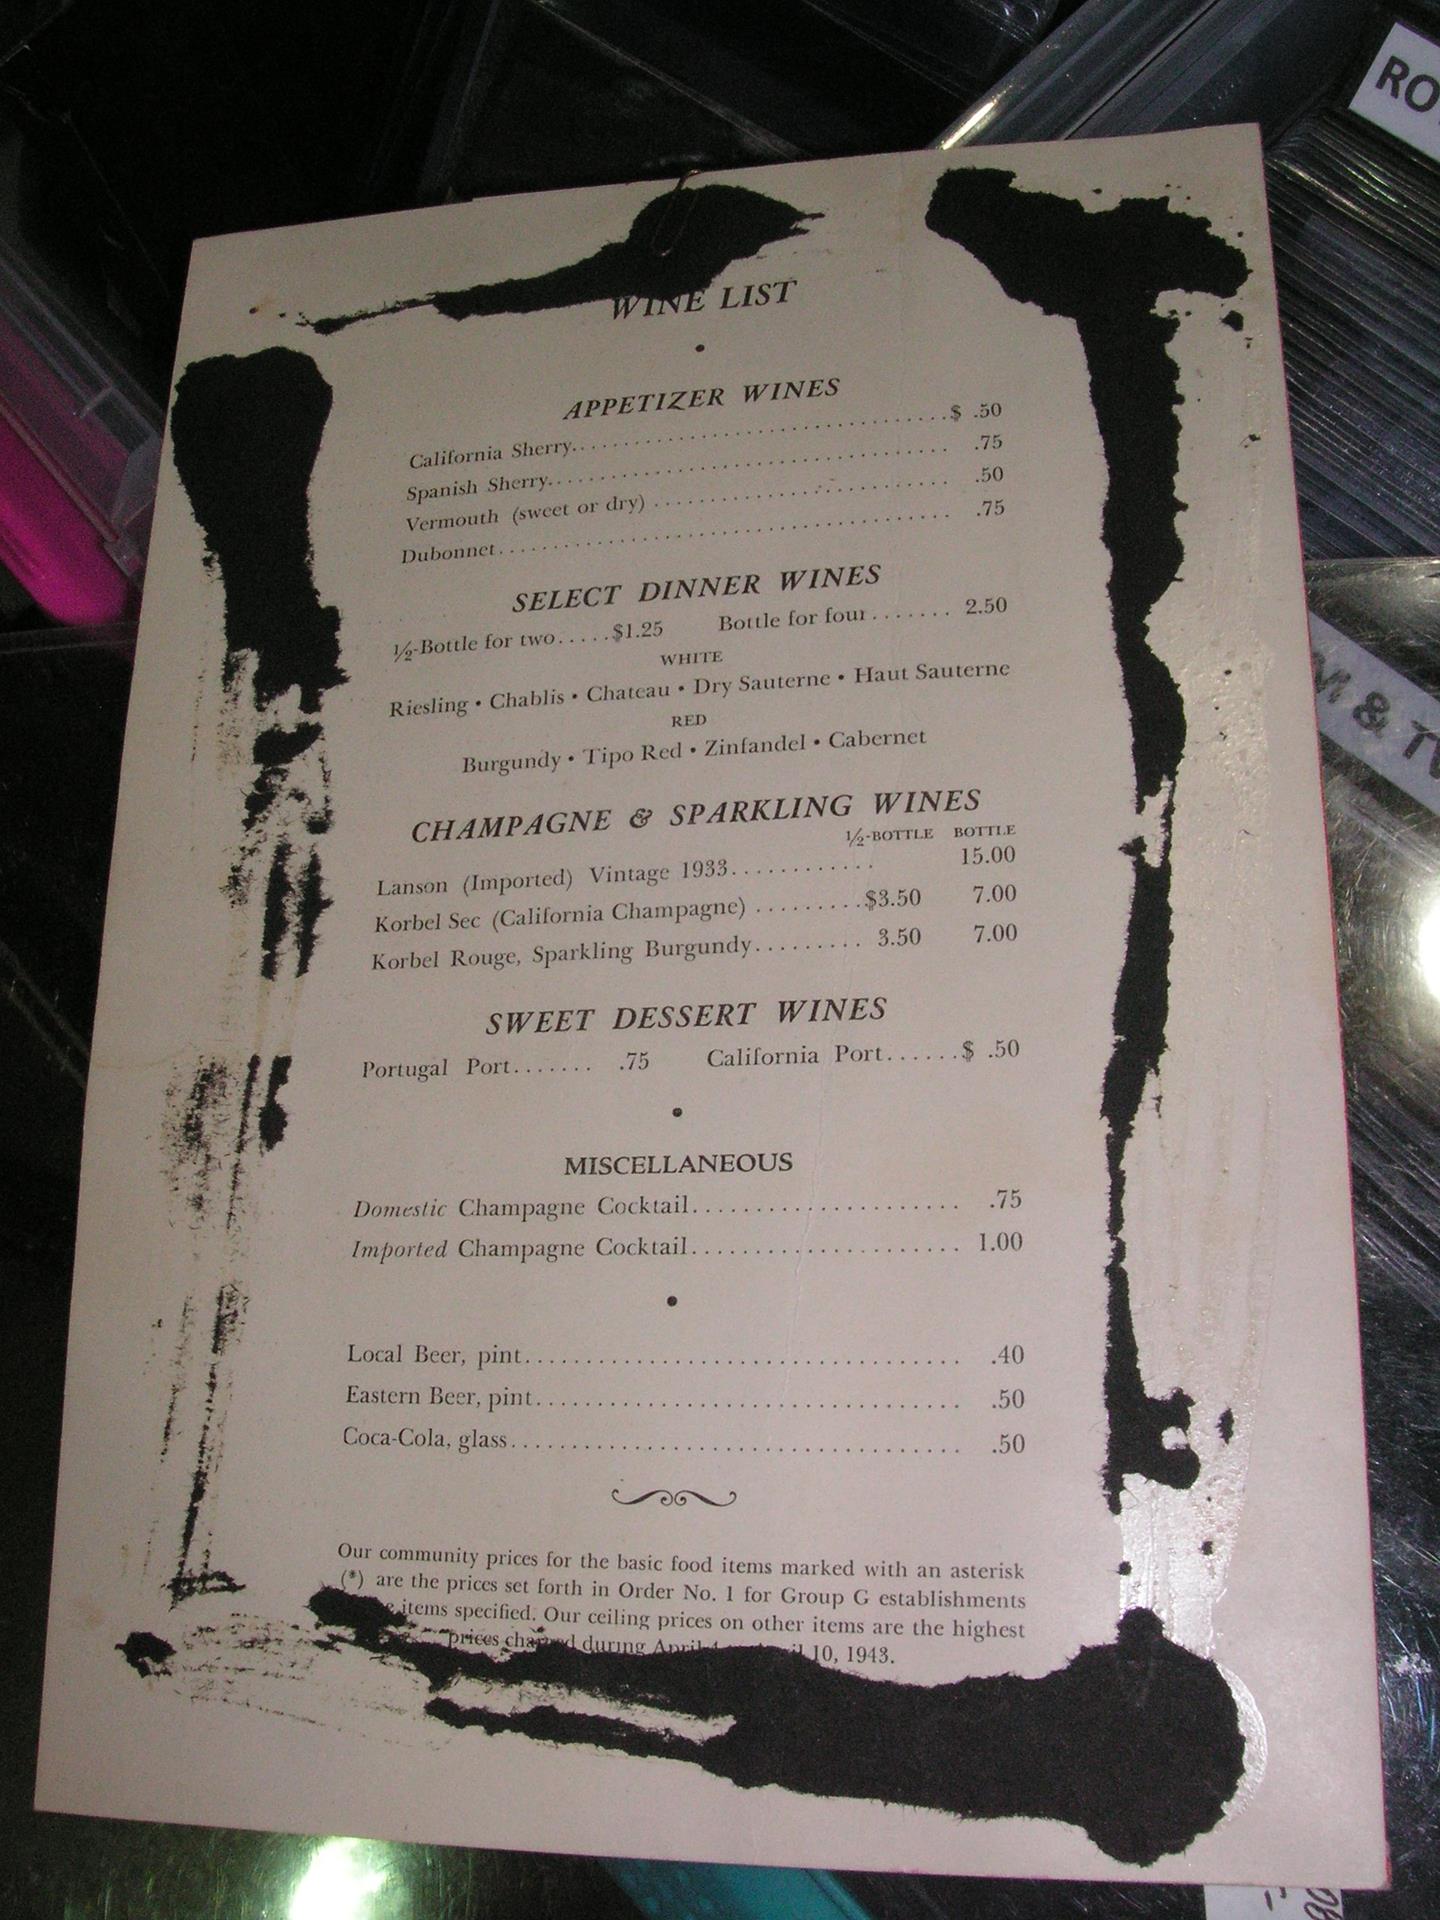 WINE LIST
•
APPETIZER WINES
California Sherry........................................$ .50
Spanish Sherry........................................ .75
Vermouth (sweet or dry) .............................. .50
Dubonnet........................................ .75
SELECT DINNER WINES
½-Bottle for two.....$1.25 Bottle for four....... 2.50
WHITE
Riesling • Chablis • Chateau • Dry Sauterne • Haut Sauterne
RED
Burgundy • Tipo Red • Zinfandel • Cabernet
CHAMPAGNE & SPARKLING WINES
½-BOTTLE BOTTLE
Lanson (Imported) Vintage 1933............ 15.00
Korbel Sec (California Champagne) .........$3.50 7.00
Korbel Rouge, Sparkling Burgundy......... 3.50 7.00
SWEET DESSERT WINES
Portugal Port....... .75 California Port......$ .50
•
MISCELLANEOUS
Domestic Champagne Cocktail..................... .75
Imported Champagne Cocktail..................... 1.00
•
Local Beer, pint................................... .40
Eastern Beer, pint.................................. .50
Coca-Cola, glass.................................... .50
Our community prices for the basic food items marked with an asterisk
(*) are the prices set forth in Order No. 1 for Group G establishments
items specified. Our ceiling prices on other items are the highest
prices during April 10, 1943.
RO
M & TV